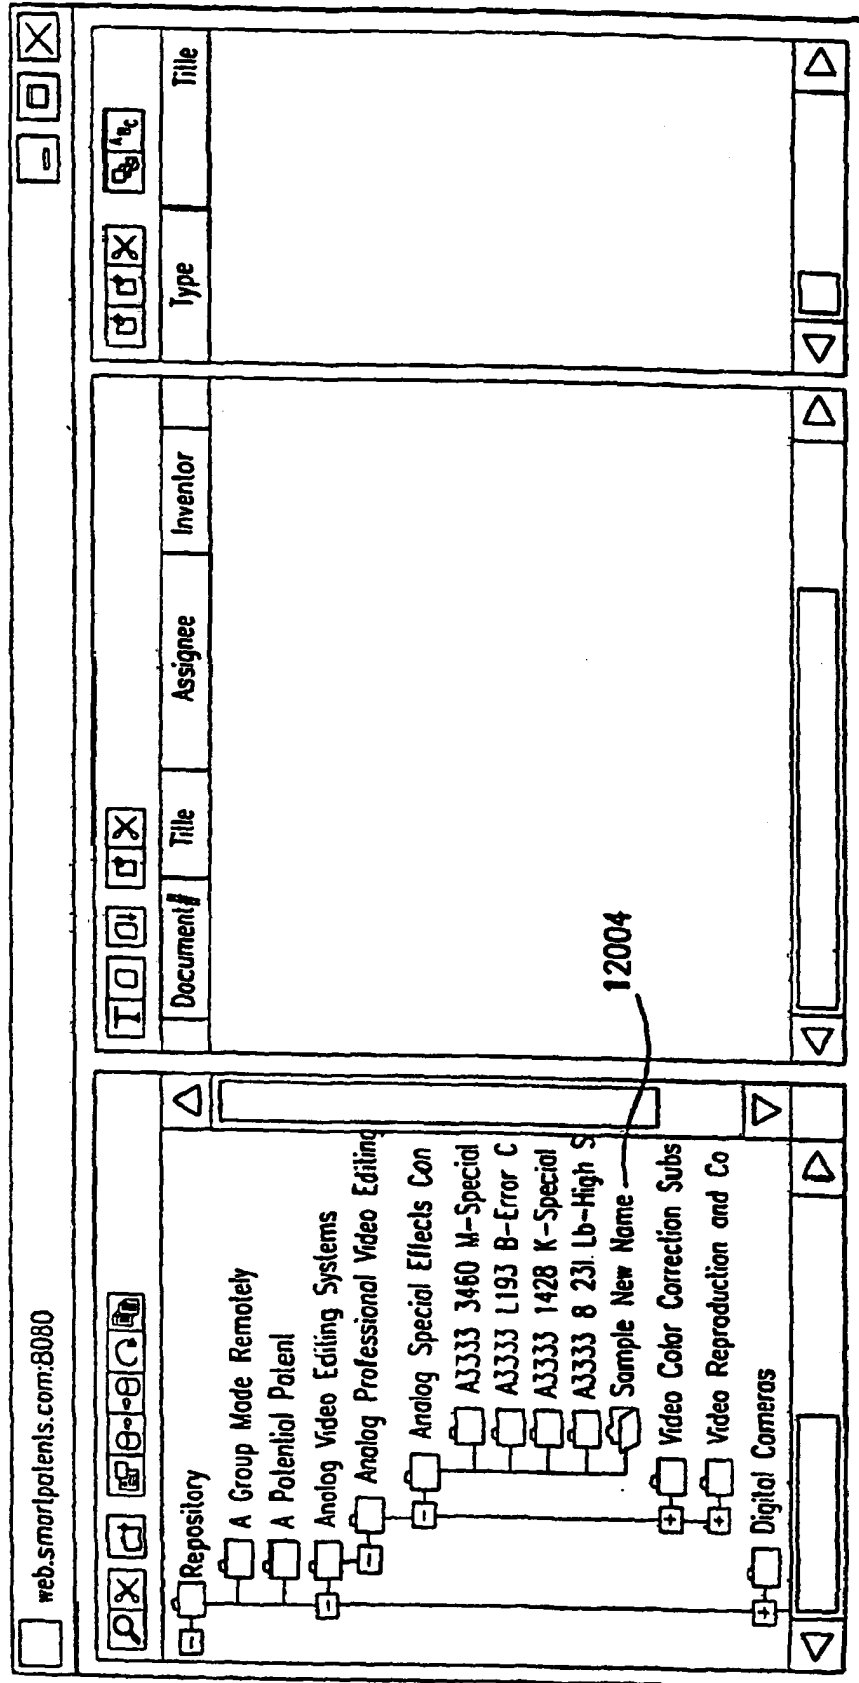 web.smartpatents.com:8080
T
A B C
Document# Title Assignee Inventor
Type Title
Repository
A Group Made Remotely
A Potential Patent
Analog Video Editing Systems
Analog Professional Video Editing
Analog Special Effects Con
A3333 3460 M-Special
A3333 L193 B-Error C
A3333 1428 K-Special
A3333 8 231. Lb-High S
Sample New Name
12004
Video Color Correction Subs
Video Reproduction and Co
Digital Cameras